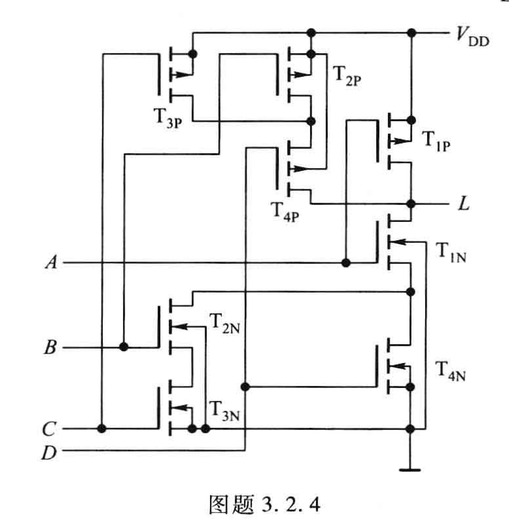 V_DD
T_2P
T_3P
T_1P
T_4P
L
A
T_1N
B
T_2N
T_4N
C
T_3N
D
图题 3.2.4